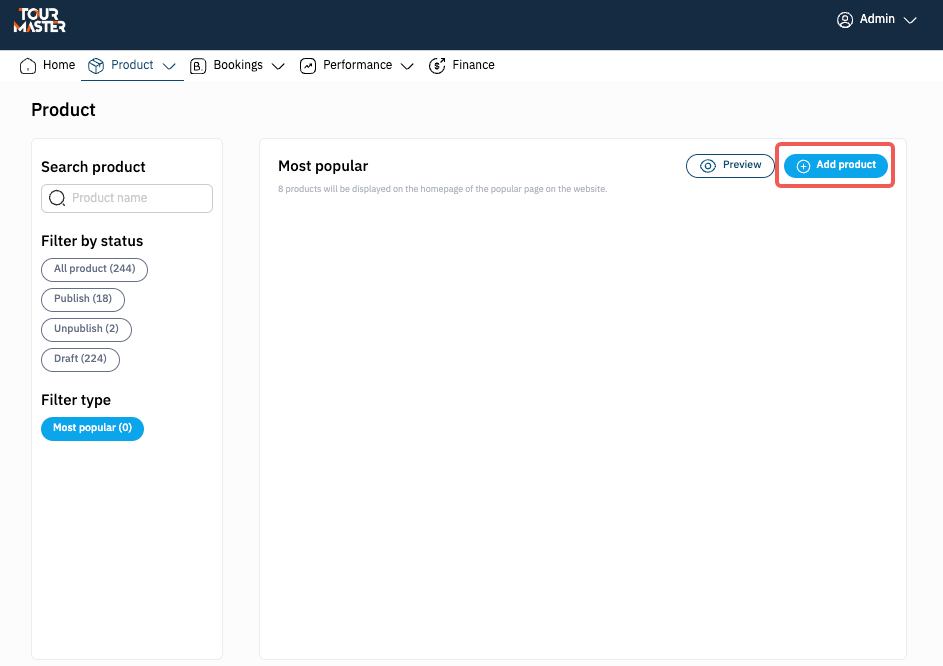 TOUR
MASTER
Admin
Home
Product
Bookings
Performance
Finance
Product
Search product
Product name
Filter by status
All product (244)
Publish (18)
Unpublish (2)
Draft (224)
Filter type
Most popular (0)
Most popular
8 products will be displayed on the homepage of the popular page on the website.
Preview
Add product